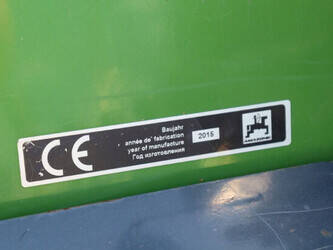 CE
Baujahr
année de fabrication
year of manufacture
Год изготовления
2015